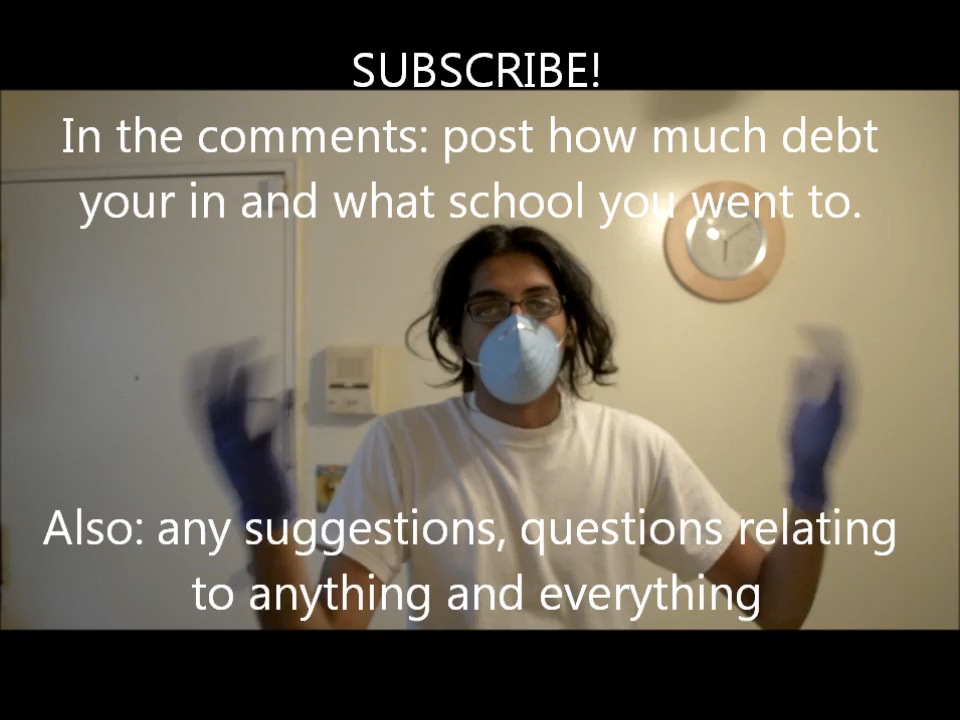 SUBSCRIBE!
In the comments: post how much debt
your in and what school you went to.
Also: any suggestions, questions relating
to anything and everything